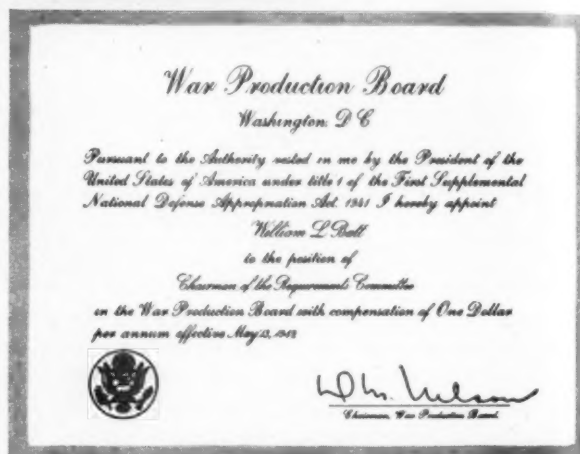 War Production Board
Washington, D C
Pursuant to the Authority vested in me by the President of the
United States of America under title 1 of the First Supplemental
National Defense Appropriation Act, 1941 I hereby appoint
William L Batt
to the position of
Chairman of the Requirements Committee
in the War Production Board with compensation of One Dollar
per annum effective May 13, 1942
Chairman, War Production Board.